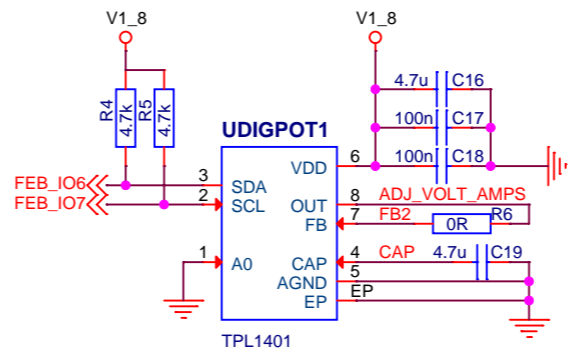 V1_8
V1_8
R4
4.7k
R5
4.7k
4.7u
C16
100n
C17
100n
C18
UDIGPOT1
FEB_IO6
FEB_IO7
3
SDA
2
SCL
1
A0
VDD
6
OUT
8
ADJ_VOLT_AMPS
FB
7
FB2
0R
R6
CAP
4
CAP
4.7u
C19
AGND
5
EP
EP
TPL1401